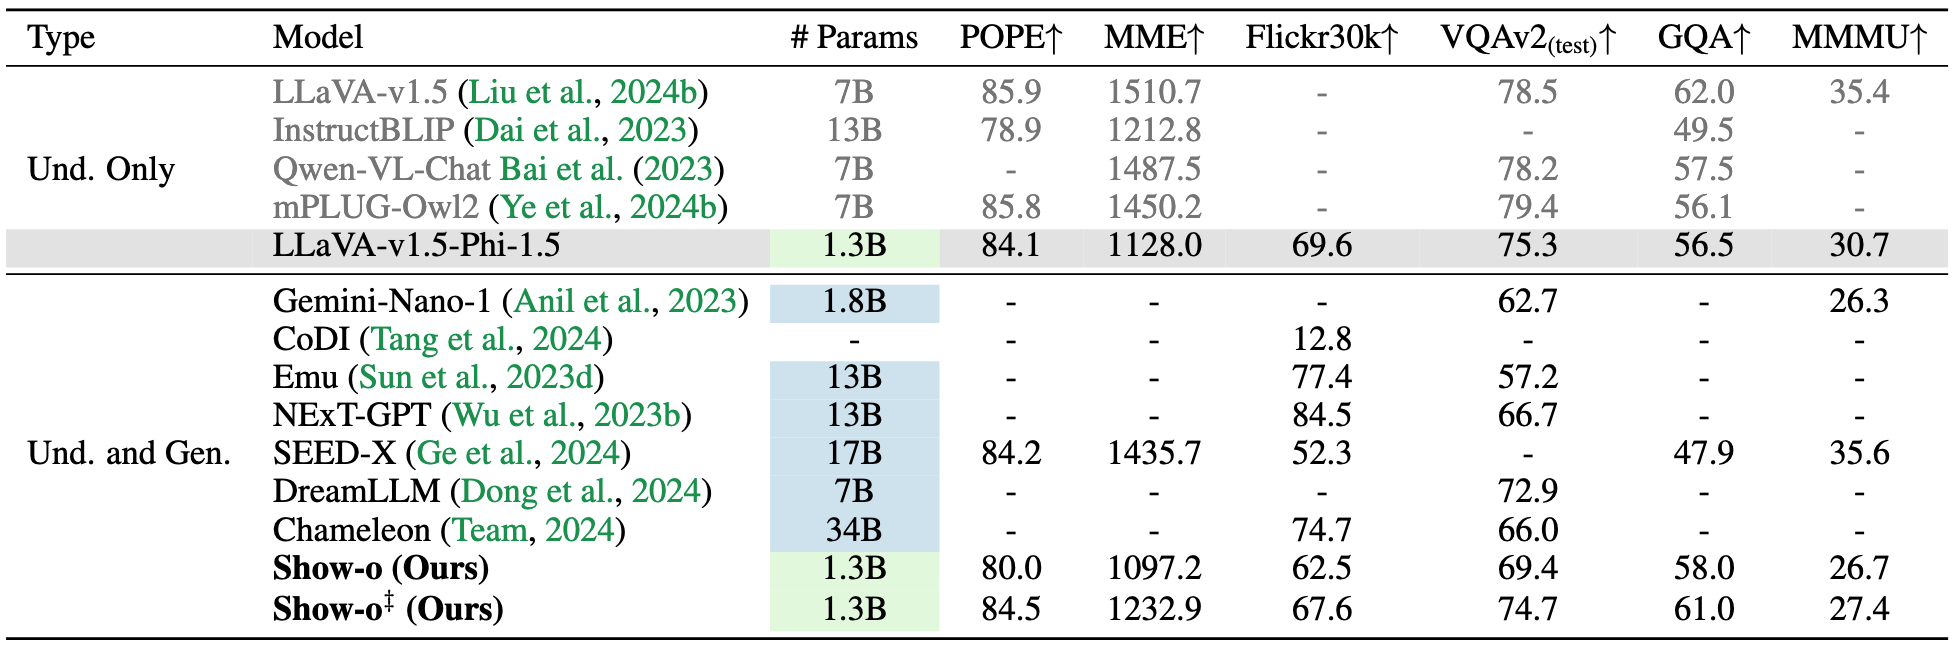 Type Model # Params POPE↑ MME↑ Flickr30k↑ VQAv2(test)↑ GQA↑ MMMU↑
LLaVA-v1.5 (Liu et al., 2024b) 7B 85.9 1510.7 - 78.5 62.0 35.4
InstructBLIP (Dai et al., 2023) 13B 78.9 1212.8 - - 49.5 -
Und. Only Qwen-VL-Chat Bai et al. (2023) 7B - 1487.5 - 78.2 57.5 -
mPLUG-Owl2 (Ye et al., 2024b) 7B 85.8 1450.2 - 79.4 56.1 -
LLaVA-v1.5-Phi-1.5 1.3B 84.1 1128.0 69.6 75.3 56.5 30.7
Gemini-Nano-1 (Anil et al., 2023) 1.8B - - - 62.7 - 26.3
CoDI (Tang et al., 2024) - - - 12.8 - - -
Emu (Sun et al., 2023d) 13B - - 77.4 57.2 - -
NExT-GPT (Wu et al., 2023b) 13B - - 84.5 66.7 - -
Und. and Gen. SEED-X (Ge et al., 2024) 17B 84.2 1435.7 52.3 - 47.9 35.6
DreamLLM (Dong et al., 2024) 7B - - - 72.9 - -
Chameleon (Team, 2024) 34B - - 74.7 66.0 - -
Show-o (Ours) 1.3B 80.0 1097.2 62.5 69.4 58.0 26.7
Show-o‡ (Ours) 1.3B 84.5 1232.9 67.6 74.7 61.0 27.4